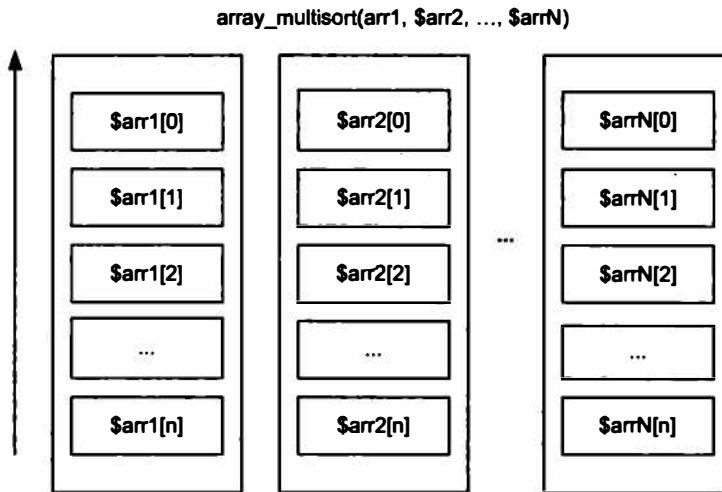 array_multisort(arr1, $arr2, ..., $arrN)
$arr1[0] $arr2[0] $arrN[0]
$arr1[1] $arr2[1] $arrN[1]
...
$arr1[2] $arr2[2] $arrN[2]
... ... ...
$arr1[n] $arr2[n] $arrN[n]